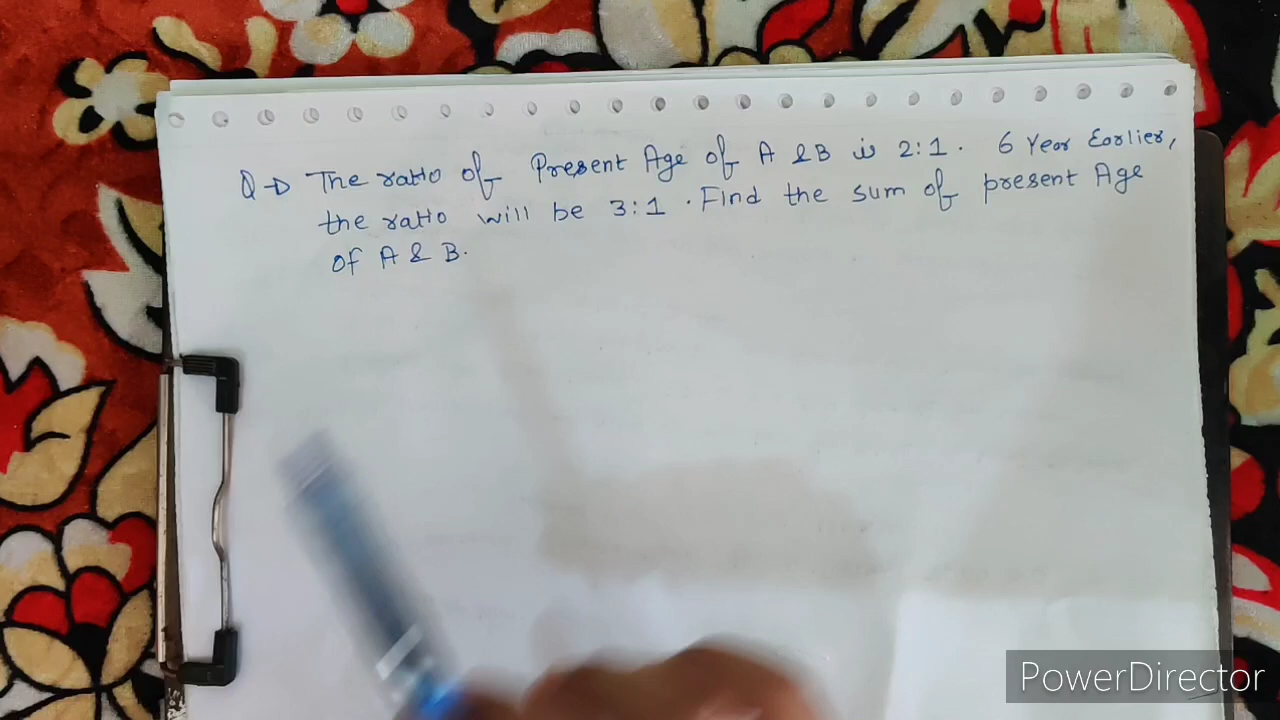 Q → The ratio of Present Age of A & B is 2:1. 6 Year Earlier,
the ratio will be 3:1. Find the sum of present Age
of A & B.
PowerDirector